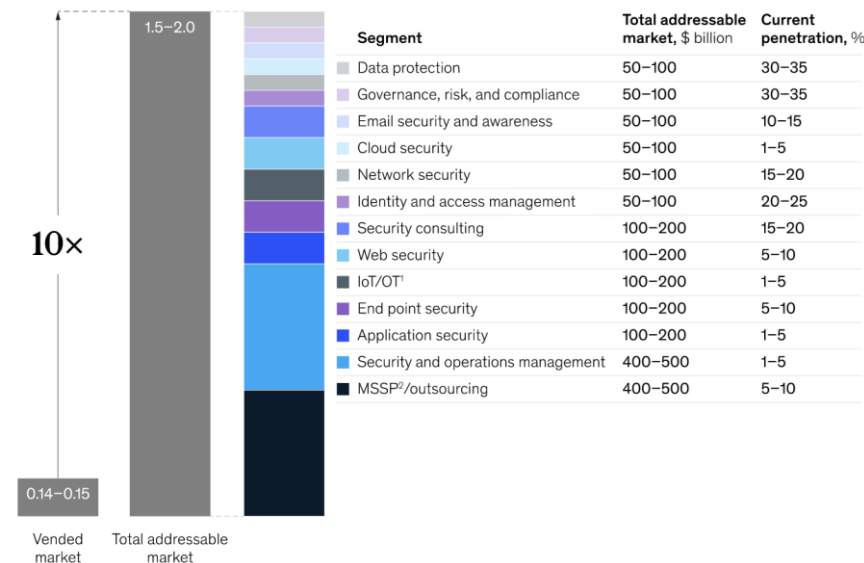 Segment
Total addressable market, $ billion
Current penetration, %
Data protection 50–100 30–35
Governance, risk, and compliance 50–100 30–35
Email security and awareness 50–100 10–15
Cloud security 50–100 1–5
Network security 50–100 15–20
Identity and access management 50–100 20–25
Security consulting 100–200 15–20
Web security 100–200 5–10
IoT/OT¹ 100–200 1–5
End point security 100–200 5–10
Application security 100–200 1–5
Security and operations management 400–500 1–5
MSSP²/outsourcing 400–500 5–10
1.5–2.0
10×
0.14–0.15
Vended market
Total addressable market